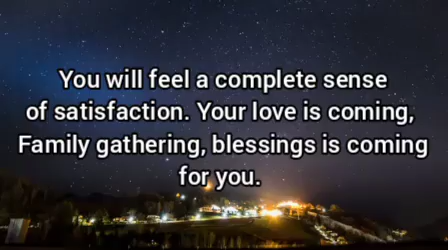 You will feel a complete sense
of satisfaction. Your love is coming,
Family gathering, blessings is coming
for you.